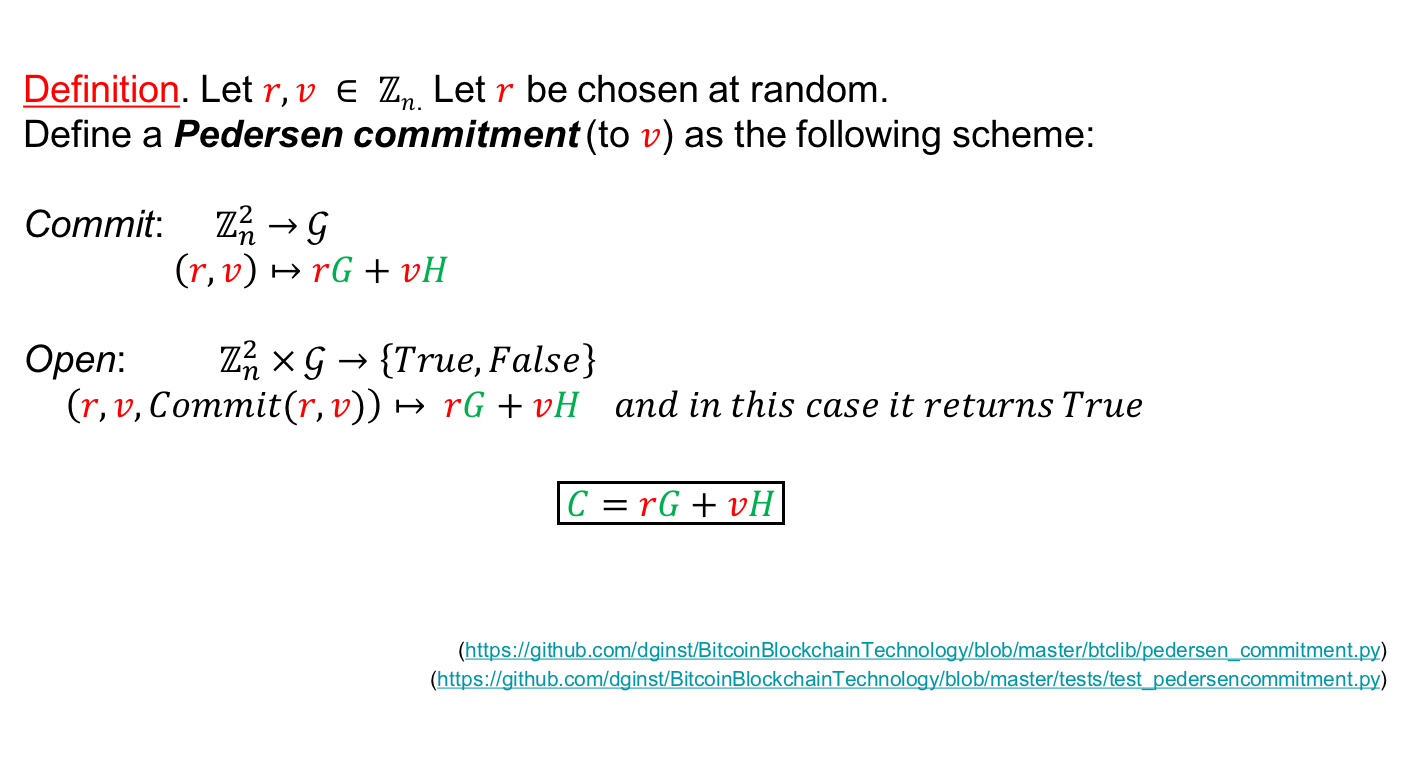 Definition. Let r, v ∈ ℤₙ. Let r be chosen at random.
Define a Pedersen commitment (to v) as the following scheme:
Commit: ℤₙ² → 𝒢
(r, v) ↦ rG + vH
Open: ℤₙ² × 𝒢 → {True, False}
(r, v, Commit(r, v)) ↦ rG + vH and in this case it returns True
C = rG + vH
(https://github.com/dginst/BitcoinBlockchainTechnology/blob/master/btclib/pedersen_commitment.py)
(https://github.com/dginst/BitcoinBlockchainTechnology/blob/master/tests/test_pedersencommitment.py)